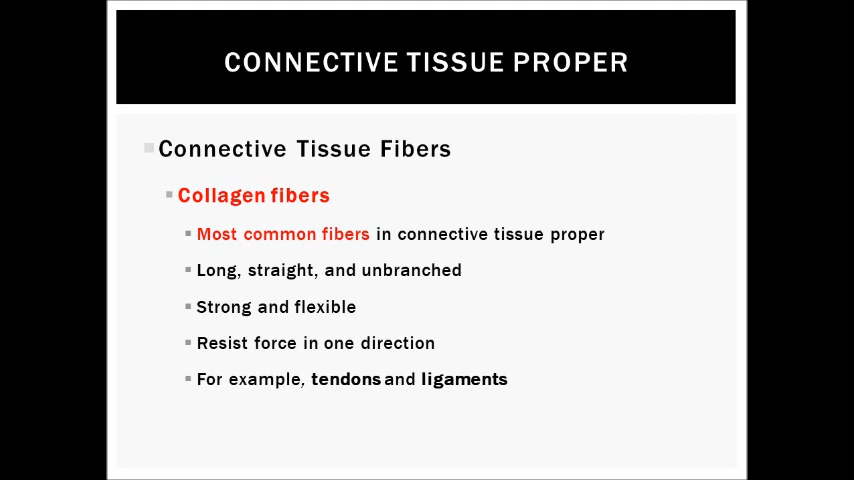 CONNECTIVE TISSUE PROPER
Connective Tissue Fibers
Collagen fibers
Most common fibers in connective tissue proper
Long, straight, and unbranched
Strong and flexible
Resist force in one direction
For example, tendons and ligaments